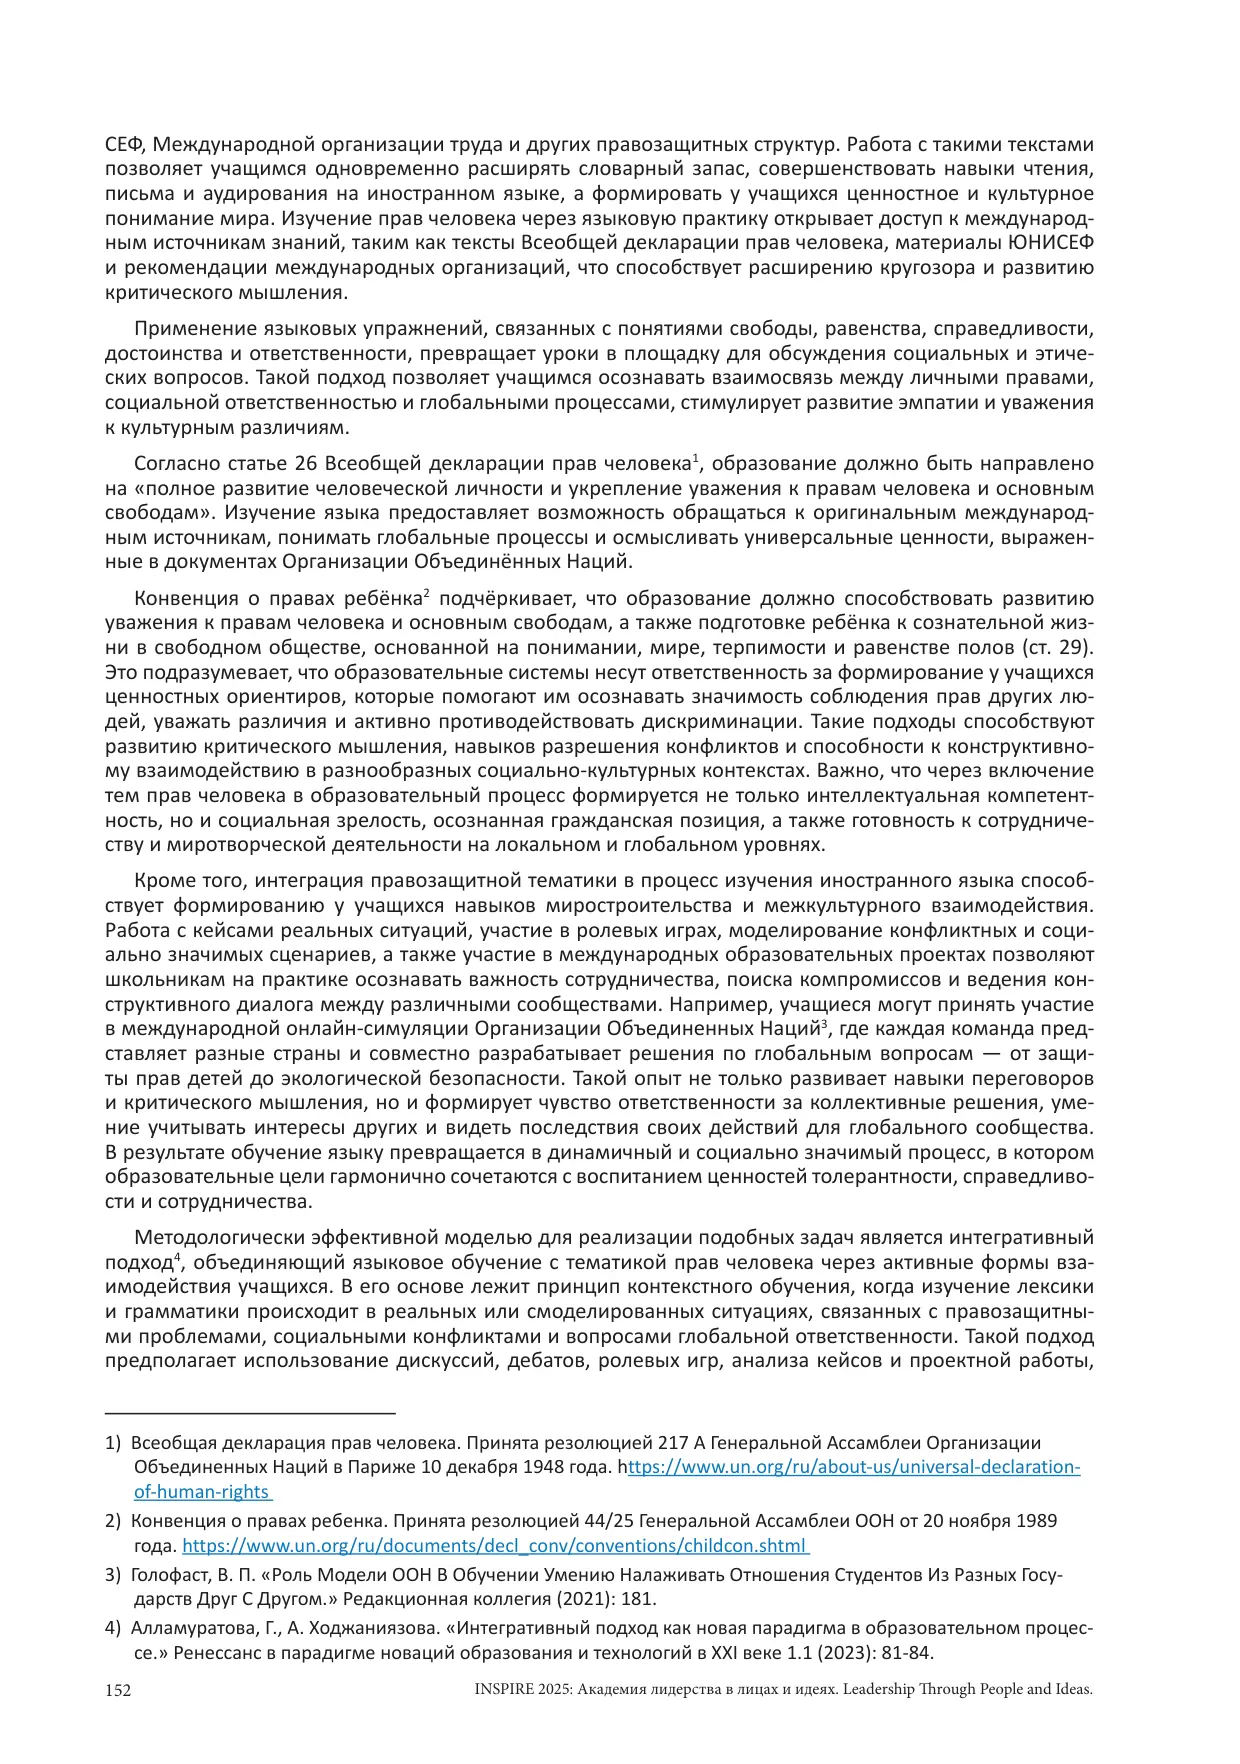 СЕФ, Международной организации труда и других правозащитных структур. Работа с такими текстами
позволяет учащимся одновременно расширять словарный запас, совершенствовать навыки чтения,
письма и аудирования на иностранном языке, а формировать у учащихся ценностное и культурное
понимание мира. Изучение прав человека через языковую практику открывает доступ к международ-
ным источникам знаний, таким как тексты Всеобщей декларации прав человека, материалы ЮНИСЕФ
и рекомендации международных организаций, что способствует расширению кругозора и развитию
критического мышления.
Применение языковых упражнений, связанных с понятиями свободы, равенства, справедливости,
достоинства и ответственности, превращает уроки в площадку для обсуждения социальных и этиче-
ских вопросов. Такой подход позволяет учащимся осознавать взаимосвязь между личными правами,
социальной ответственностью и глобальными процессами, стимулирует развитие эмпатии и уважения
к культурным различиям.
Согласно статье 26 Всеобщей декларации прав человека¹, образование должно быть направлено
на «полное развитие человеческой личности и укрепление уважения к правам человека и основным
свободам». Изучение языка предоставляет возможность обращаться к оригинальным международ-
ным источникам, понимать глобальные процессы и осмысливать универсальные ценности, выражен-
ные в документах Организации Объединённых Наций.
Конвенция о правах ребёнка² подчёркивает, что образование должно способствовать развитию
уважения к правам человека и основным свободам, а также подготовке ребёнка к сознательной жиз-
ни в свободном обществе, основанной на понимании, мире, терпимости и равенстве полов (ст. 29).
Это подразумевает, что образовательные системы несут ответственность за формирование у учащихся
ценностных ориентиров, которые помогают им осознавать значимость соблюдения прав других лю-
дей, уважать различия и активно противодействовать дискриминации. Такие подходы способствуют
развитию критического мышления, навыков разрешения конфликтов и способности к конструктивно-
му взаимодействию в разнообразных социально-культурных контекстах. Важно, что через включение
тем прав человека в образовательный процесс формируется не только интеллектуальная компетент-
ность, но и социальная зрелость, осознанная гражданская позиция, а также готовность к сотрудниче-
ству и миротворческой деятельности на локальном и глобальном уровнях.
Кроме того, интеграция правозащитной тематики в процесс изучения иностранного языка способ-
ствует формированию у учащихся навыков миростроительства и межкультурного взаимодействия.
Работа с кейсами реальных ситуаций, участие в ролевых играх, моделирование конфликтных и соци-
ально значимых сценариев, а также участие в международных образовательных проектах позволяют
школьникам на практике осознавать важность сотрудничества, поиска компромиссов и ведения кон-
структивного диалога между различными сообществами. Например, учащиеся могут принять участие
в международной онлайн-симуляции Организации Объединенных Наций³, где каждая команда пред-
ставляет разные страны и совместно разрабатывает решения по глобальным вопросам — от защи-
ты прав детей до экологической безопасности. Такой опыт не только развивает навыки переговоров
и критического мышления, но и формирует чувство ответственности за коллективные решения, уме-
ние учитывать интересы других и видеть последствия своих действий для глобального сообщества.
В результате обучение языку превращается в динамичный и социально значимый процесс, в котором
образовательные цели гармонично сочетаются с воспитанием ценностей толерантности, справедливо-
сти и сотрудничества.
Методологически эффективной моделью для реализации подобных задач является интегративный
подход⁴, объединяющий языковое обучение с тематикой прав человека через активные формы вза-
имодействия учащихся. В его основе лежит принцип контекстного обучения, когда изучение лексики
и грамматики происходит в реальных или смоделированных ситуациях, связанных с правозащитны-
ми проблемами, социальными конфликтами и вопросами глобальной ответственности. Такой подход
предполагает использование дискуссий, дебатов, ролевых игр, анализа кейсов и проектной работы,
1) Всеобщая декларация прав человека. Принята резолюцией 217 А Генеральной Ассамблеи Организации
Объединенных Наций в Париже 10 декабря 1948 года. https://www.un.org/ru/about-us/universal-declaration-
of-human-rights
2) Конвенция о правах ребенка. Принята резолюцией 44/25 Генеральной Ассамблеи ООН от 20 ноября 1989
года. https://www.un.org/ru/documents/decl_conv/conventions/childcon.shtml
3) Голофаст, В. П. «Роль Модели ООН В Обучении Умению Налаживать Отношения Студентов Из Разных Госу-
дарств Друг С Другом.» Редакционная коллегия (2021): 181.
4) Алламуратова, Г., А. Ходжаниязова. «Интегративный подход как новая парадигма в образовательном процес-
се.» Ренессанс в парадигме новаций образования и технологий в XXI веке 1.1 (2023): 81-84.
152 INSPIRE 2025: Академия лидерства в лицах и идеях. Leadership Through People and Ideas.